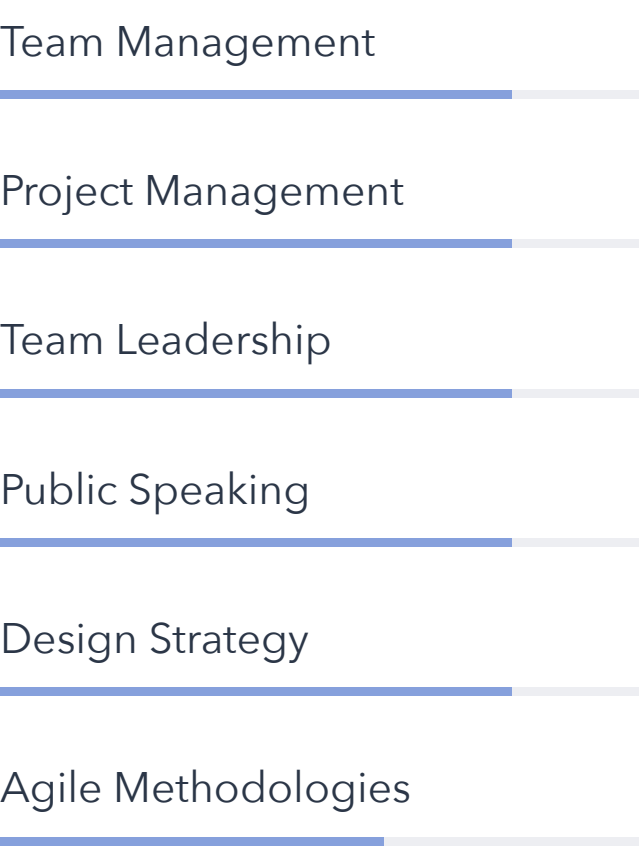 Team Management
Project Management
Team Leadership
Public Speaking
Design Strategy
Agile Methodologies